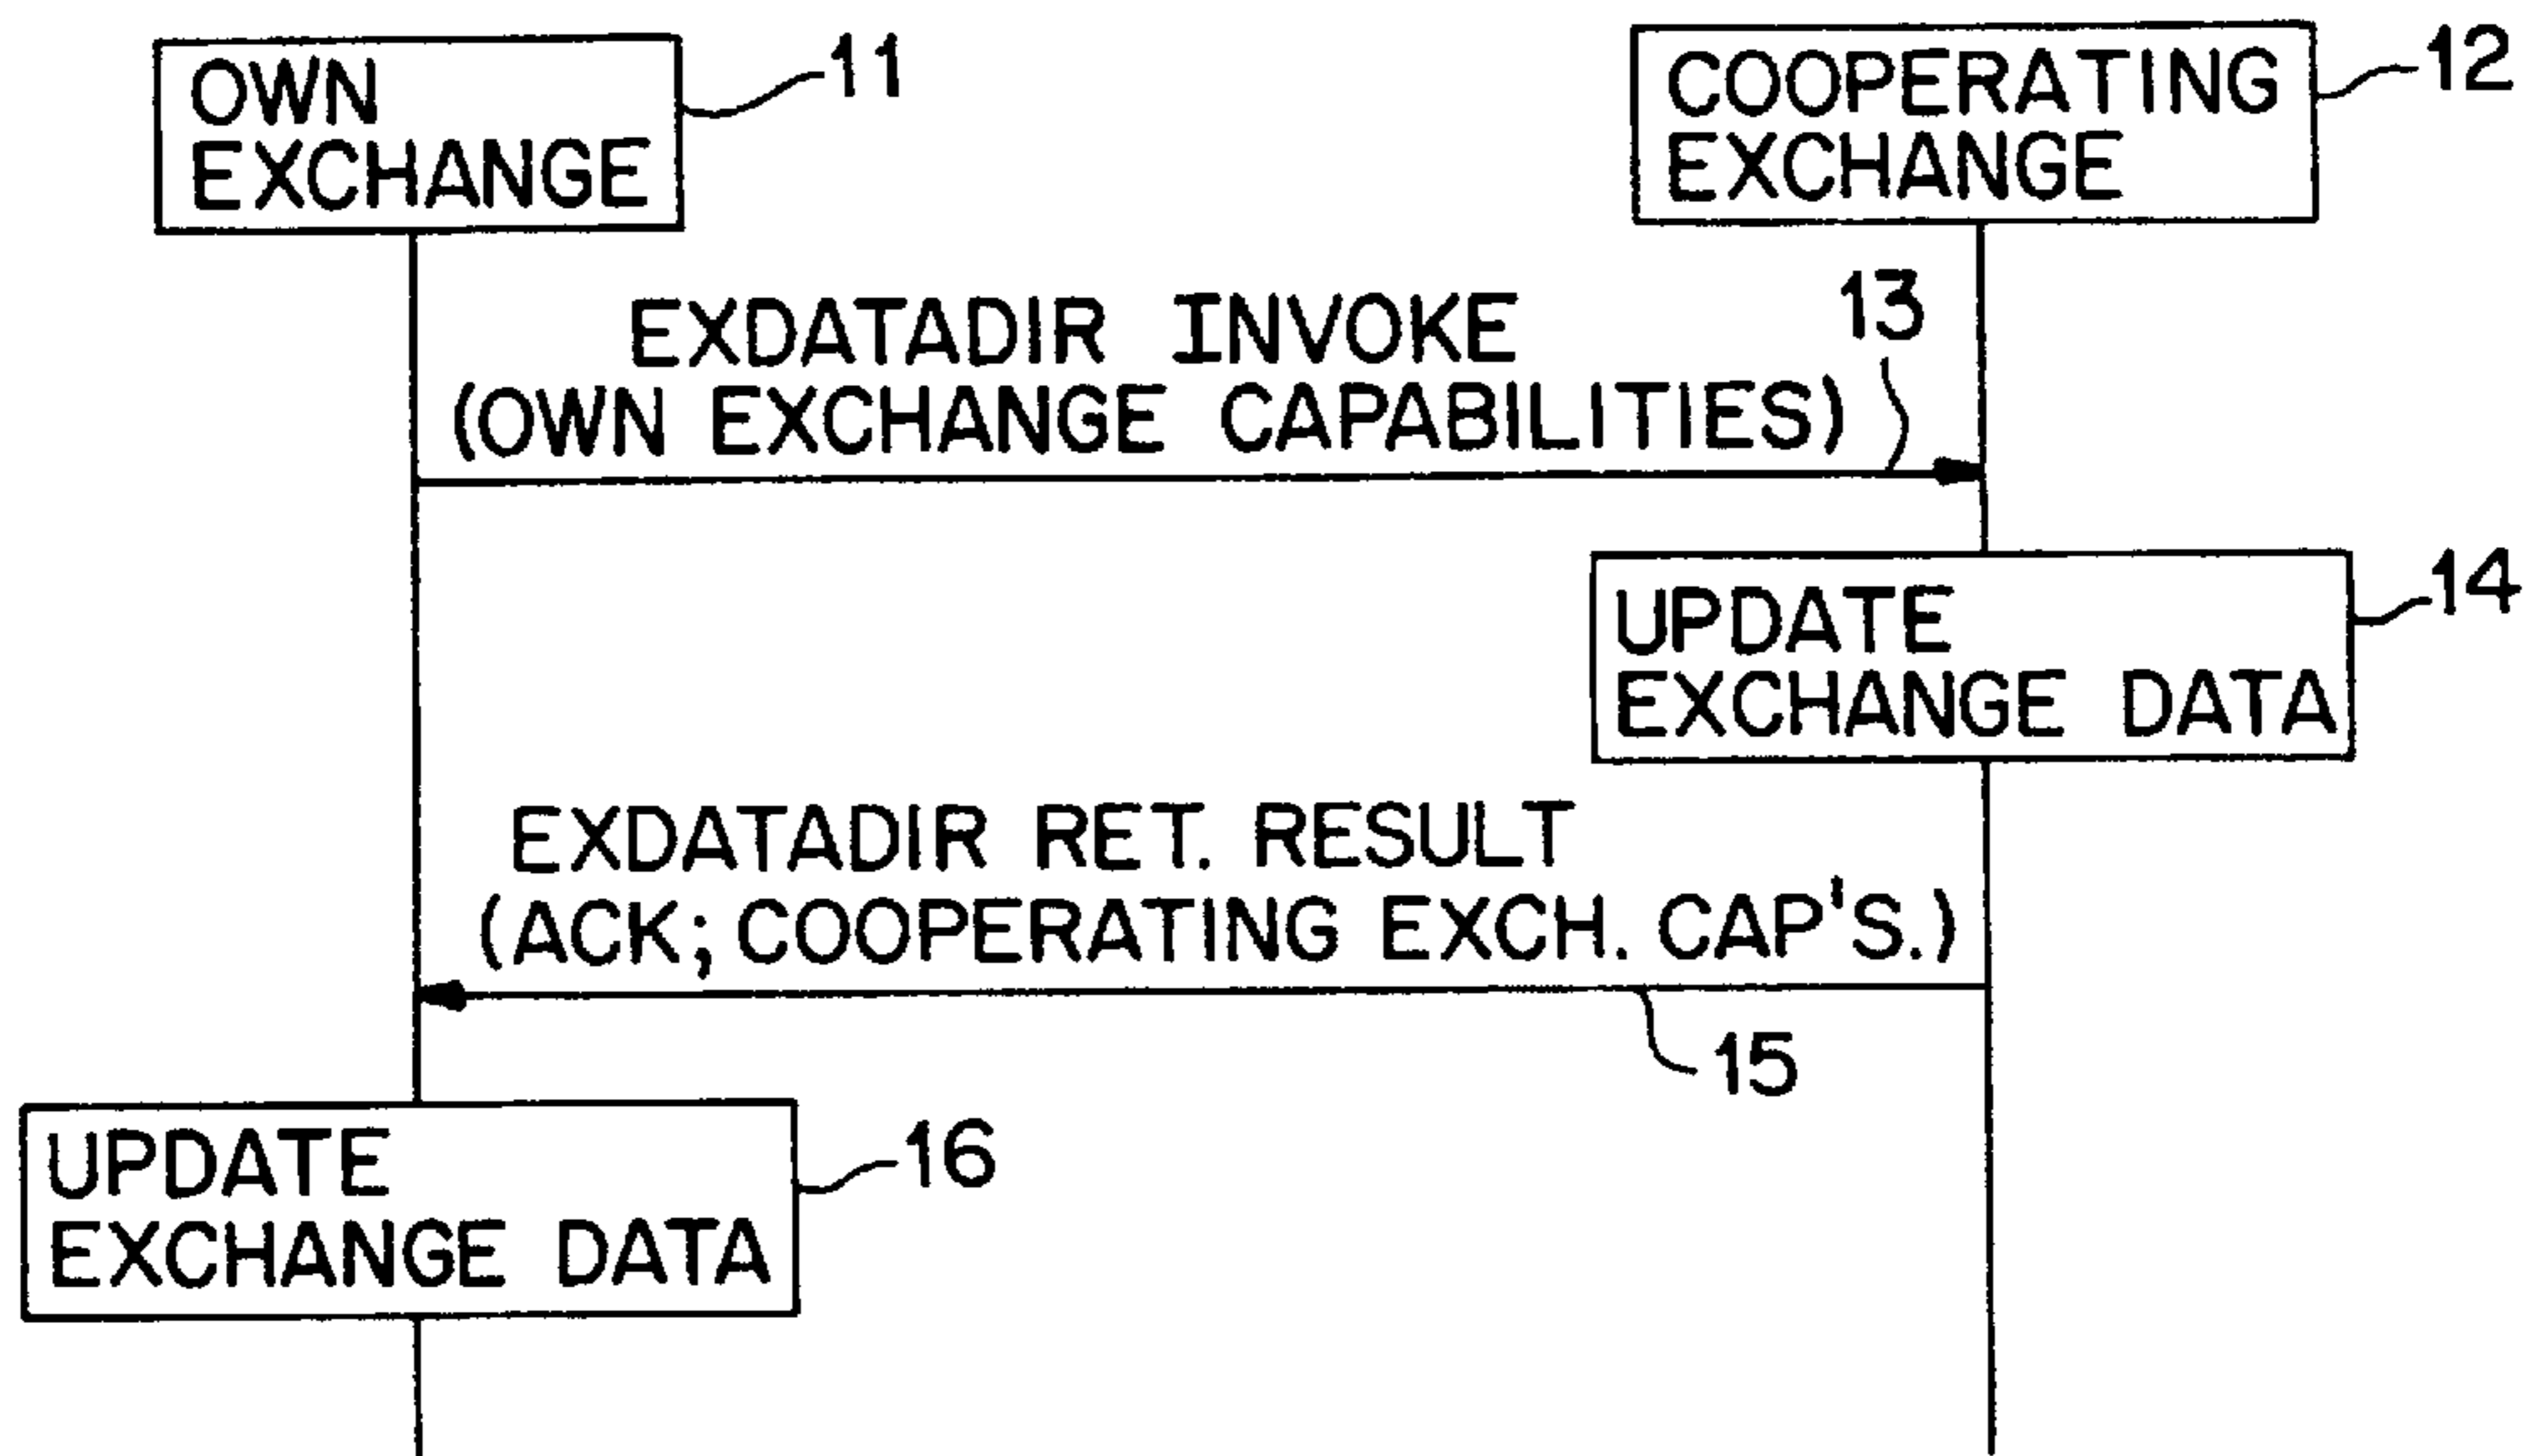 OWN
EXCHANGE
11
COOPERATING
EXCHANGE
12
EXDATADIR INVOKE
(OWN EXCHANGE CAPABILITIES)
13
UPDATE
EXCHANGE DATA
14
EXDATADIR RET. RESULT
(ACK; COOPERATING EXCH. CAP'S.)
15
UPDATE
EXCHANGE DATA
16